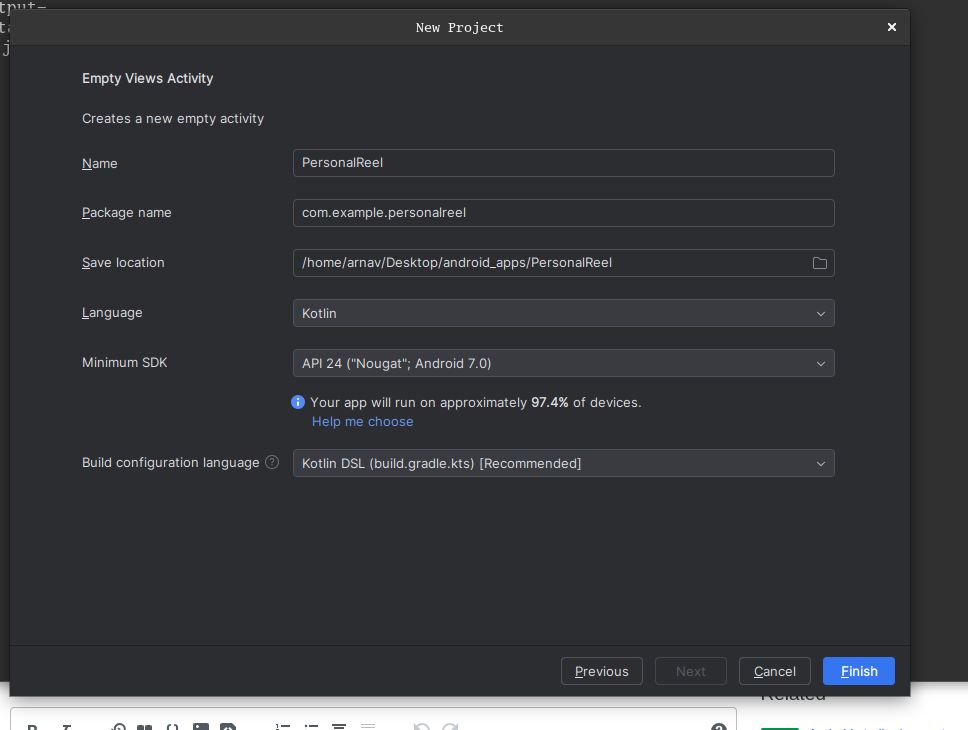 New Project
Empty Views Activity
Creates a new empty activity
Name
PersonalReel
Package name
com.example.personalreel
Save location
/home/arnav/Desktop/android_apps/PersonalReel
Language
Kotlin
Minimum SDK
API 24 ("Nougat"; Android 7.0)
Your app will run on approximately 97.4% of devices.
Help me choose
Build configuration language
Kotlin DSL (build.gradle.kts) [Recommended]
Previous
Next
Cancel
Finish
Related